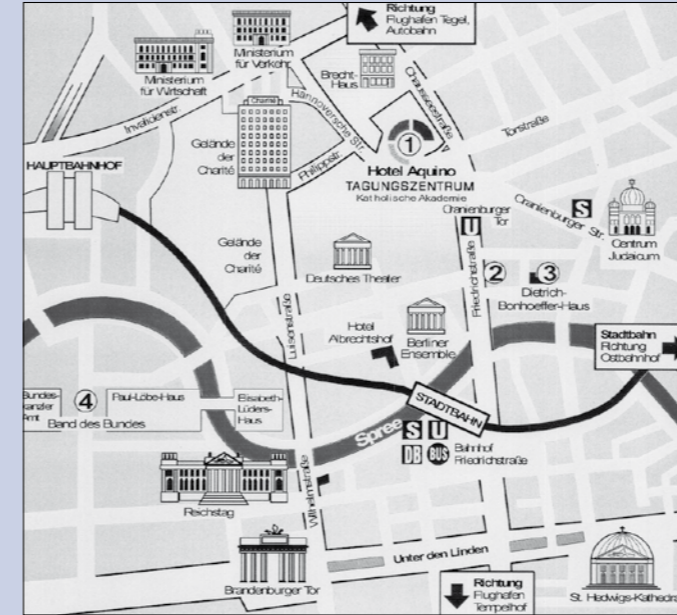 Richtung
Flughafen Tegel,
Autobahn
Ministerium
für Wirtschaft
Ministerium
für Verkehr
Brecht-
Haus
Chausseestraße
Invalidenstr.
Hannoversche Str.
Charité
Gelände
der
Charité
Philippstr.
1
Hotel Aquino
TAGUNGSZENTRUM
Katholische Akademie
Torstraße
HAUPTBAHNHOF
Oranienburger
Tor
U
Oranienburger Str.
S
Centrum
Judaicum
Gelände
der
Charité
Deutsches Theater
Friedrichstraße
2
3
Dietrich-
Bonhoeffer-Haus
Luisenstraße
Hotel
Albrechtshof
Berliner
Ensemble
Stadtbahn
Richtung
Ostbahnhof
Bundes-
kanzler
Amt
4
Paul-Löbe-Haus
Elisabeth-
Lüders-
Haus
Band des Bundes
STADTBAHN
Spree
S U
DB BUS
Bahnhof
Friedrichstraße
Reichstag
Wilhelmstraße
Brandenburger Tor
Unter den Linden
Richtung
Flughafen
Tempelhof
St. Hedwigs-Kathedra